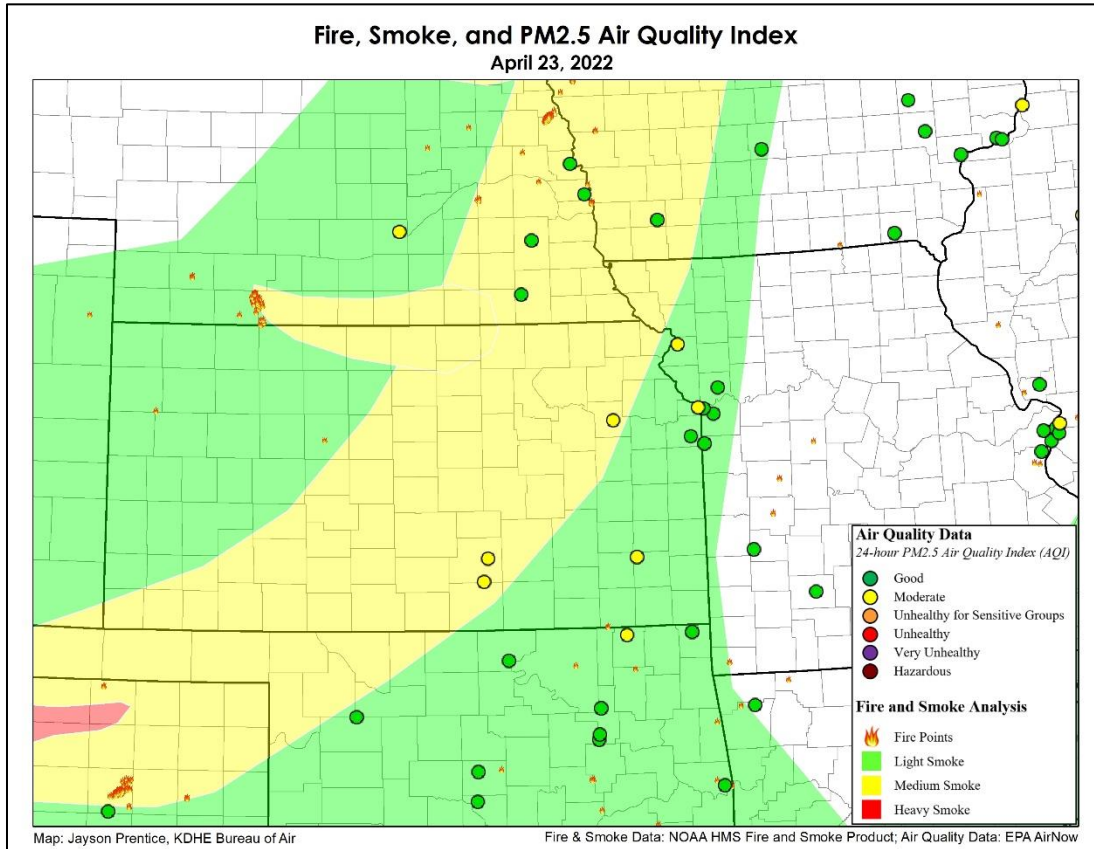 Fire, Smoke, and PM2.5 Air Quality Index
April 23, 2022
Air Quality Data
24-hour PM2.5 Air Quality Index (AQI)
Good
Moderate
Unhealthy for Sensitive Groups
Unhealthy
Very Unhealthy
Hazardous
Fire and Smoke Analysis
Fire Points
Light Smoke
Medium Smoke
Heavy Smoke
Map: Jayson Prentice, KDHE Bureau of Air
Fire & Smoke Data: NOAA HMS Fire and Smoke Product; Air Quality Data: EPA AirNow